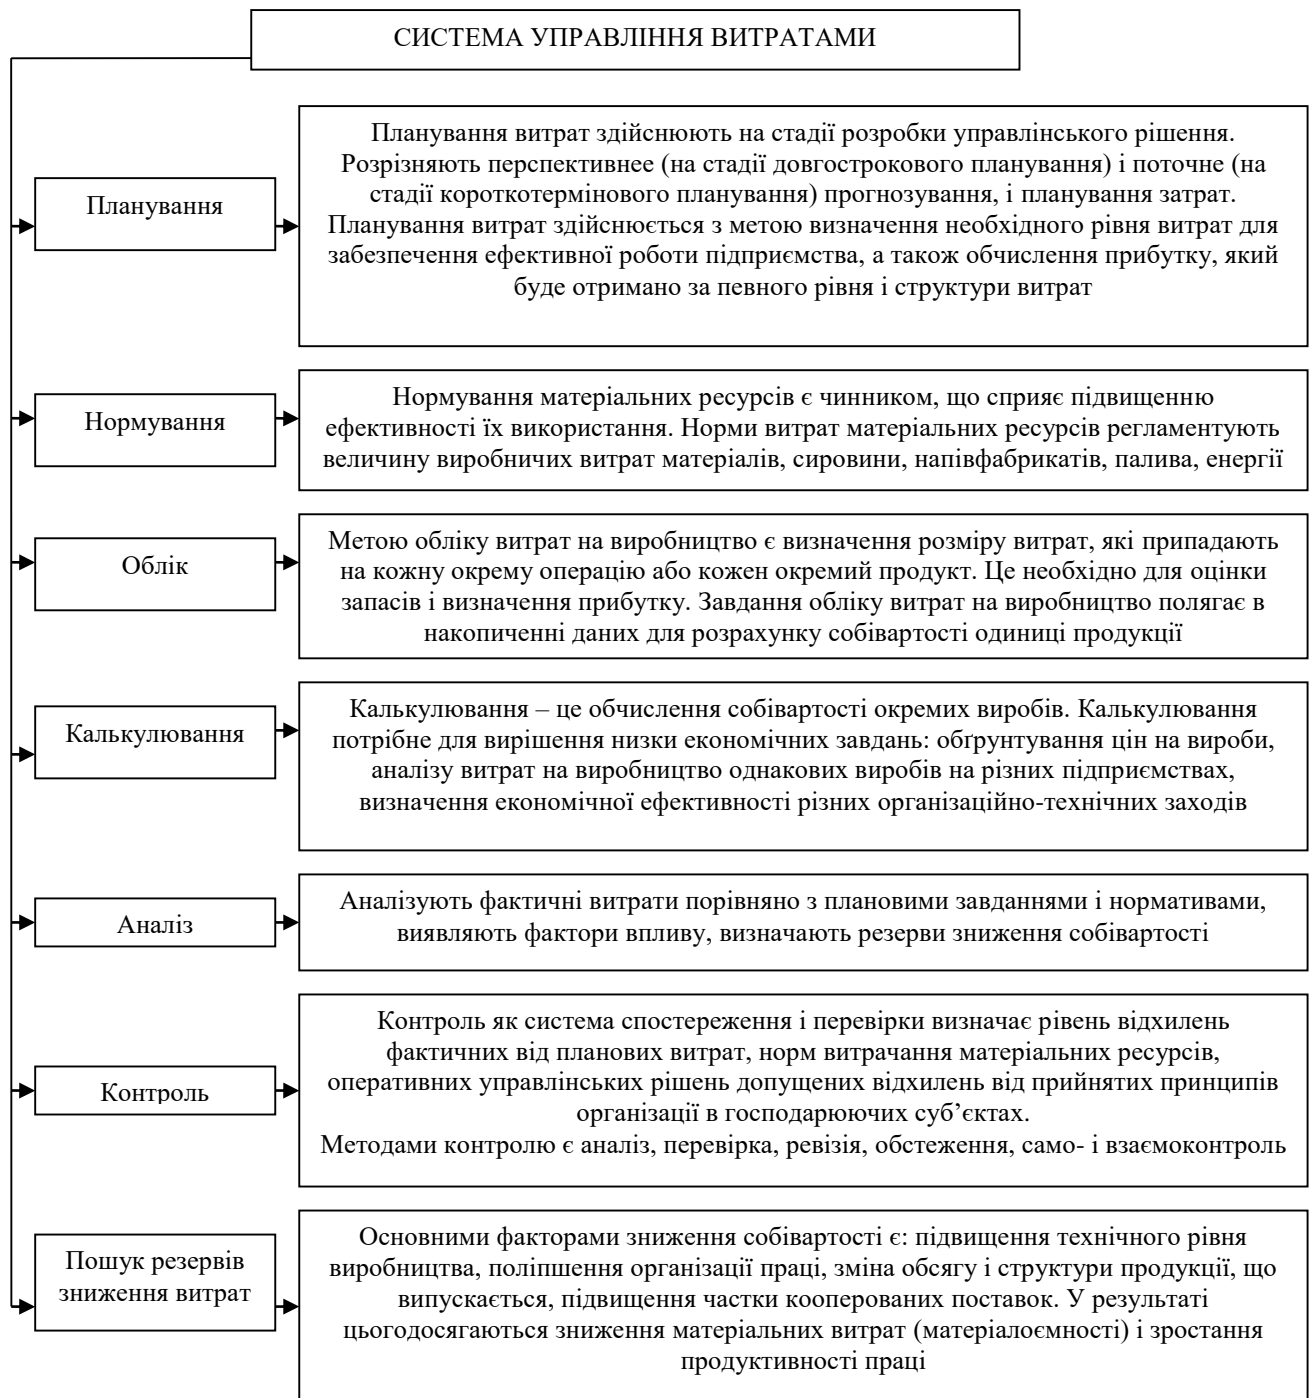 СИСТЕМА УПРАВЛІННЯ ВИТРАТАМИ
Планування
Планування витрат здійснюють на стадії розробки управлінського рішення.
Розрізняють перспективнее (на стадії довгострокового планування) і поточне (на
стадії короткотермінового планування) прогнозування, і планування затрат.
Планування витрат здійснюється з метою визначення необхідного рівня витрат для
забезпечення ефективної роботи підприємства, а також обчислення прибутку, який
буде отримано за певного рівня і структури витрат
Нормування
Нормування матеріальних ресурсів є чинником, що сприяє підвищенню
ефективності їх використання. Норми витрат матеріальних ресурсів регламентують
величину виробничих витрат матеріалів, сировини, напівфабрикатів, палива, енергії
Облік
Метою обліку витрат на виробництво є визначення розміру витрат, які припадають
на кожну окрему операцію або кожен окремий продукт. Це необхідно для оцінки
запасів і визначення прибутку. Завдання обліку витрат на виробництво полягає в
накопиченні даних для розрахунку собівартості одиниці продукції
Калькулювання
Калькулювання – це обчислення собівартості окремих виробів. Калькулювання
потрібне для вирішення низки економічних завдань: обґрунтування цін на вироби,
аналізу витрат на виробництво однакових виробів на різних підприємствах,
визначення економічної ефективності різних організаційно-технічних заходів
Аналіз
Аналізують фактичні витрати порівняно з плановими завданнями і нормативами,
виявляють фактори впливу, визначають резерви зниження собівартості
Контроль
Контроль як система спостереження і перевірки визначає рівень відхилень
фактичних від планових витрат, норм витрачання матеріальних ресурсів,
оперативних управлінських рішень допущених відхилень від прийнятих принципів
організації в господарюючих суб’єктах.
Методами контролю є аналіз, перевірка, ревізія, обстеження, само- і взаємоконтроль
Пошук резервів
зниження витрат
Основними факторами зниження собівартості є: підвищення технічного рівня
виробництва, поліпшення організації праці, зміна обсягу і структури продукції, що
випускається, підвищення частки кооперованих поставок. У результаті
цьогодосягаються зниження матеріальних витрат (матеріалоємності) і зростання
продуктивності праці